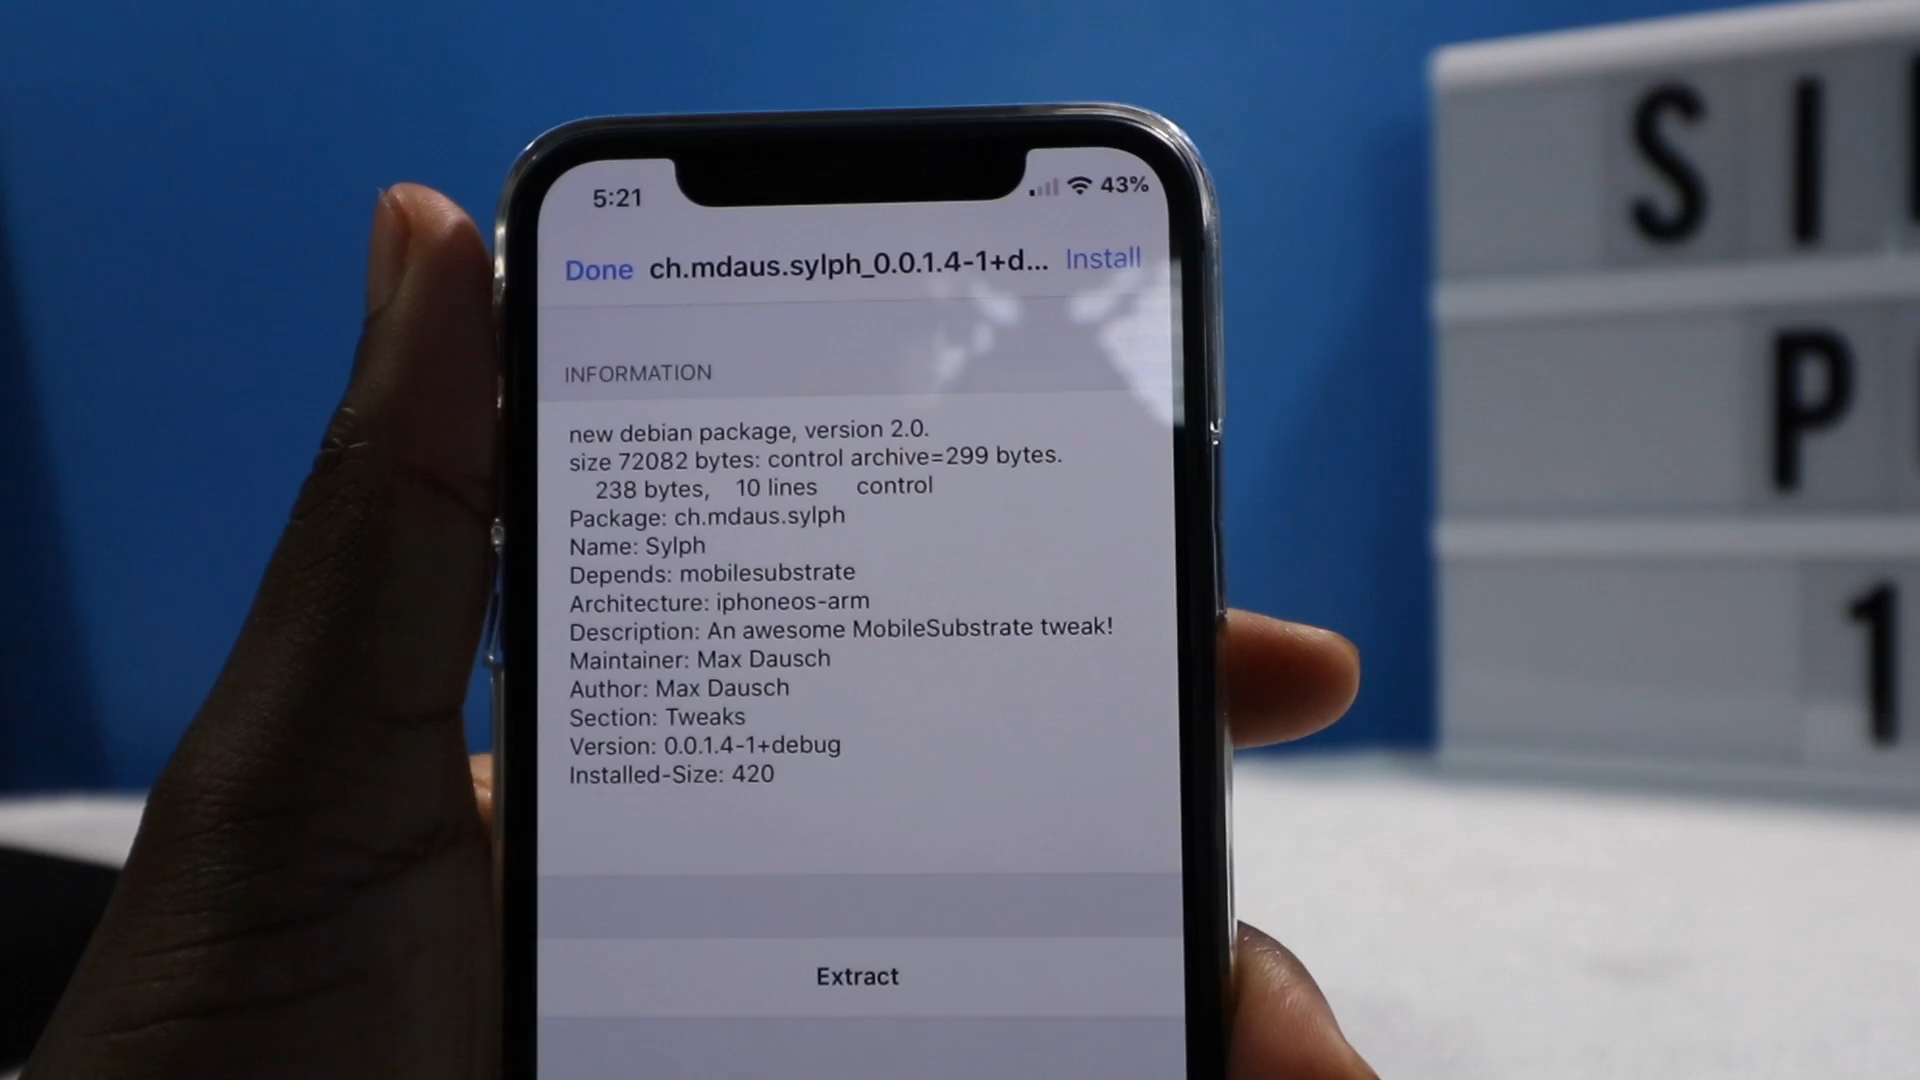 5:21
43%
Done
ch.mdaus.sylph_0.0.1.4-1+d...
Install
INFORMATION
new debian package, version 2.0.
size 72082 bytes: control archive=299 bytes.
238 bytes, 10 lines control
Package: ch.mdaus.sylph
Name: Sylph
Depends: mobilesubstrate
Architecture: iphoneos-arm
Description: An awesome MobileSubstrate tweak!
Maintainer: Max Dausch
Author: Max Dausch
Section: Tweaks
Version: 0.0.1.4-1+debug
Installed-Size: 420
Extract
SI
P
1